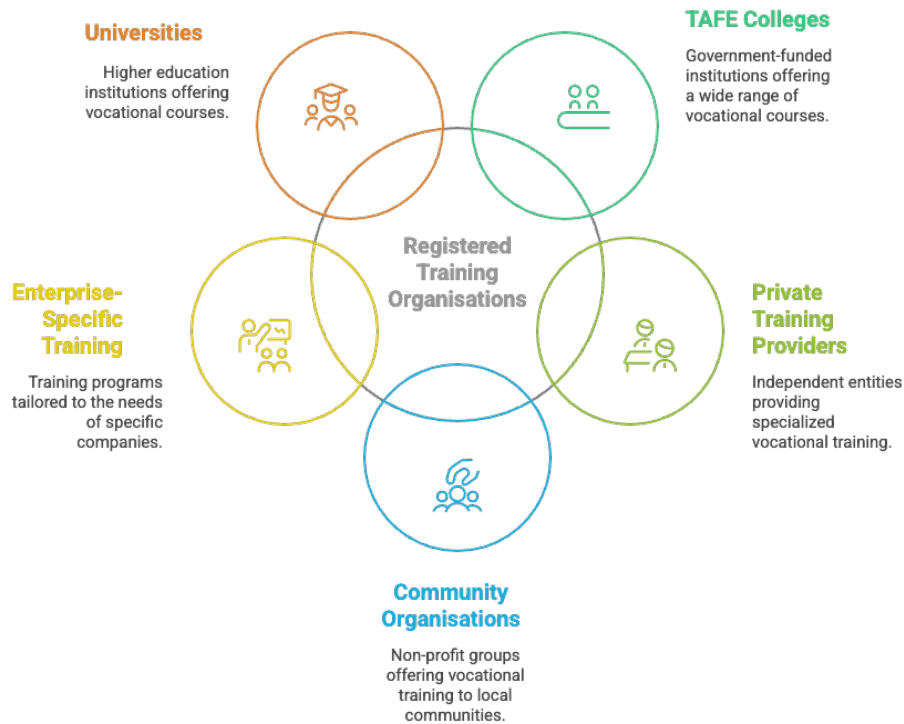 Universities
Higher education
institutions offering
vocational courses.
TAFE Colleges
Government-funded
institutions offering
a wide range of
vocational courses.
Registered
Training
Organisations
Enterprise-
Specific
Training
Training programs
tailored to the needs
of specific
companies.
Private
Training
Providers
Independent entities
providing
specialized
vocational training.
Community
Organisations
Non-profit groups
offering vocational
training to local
communities.